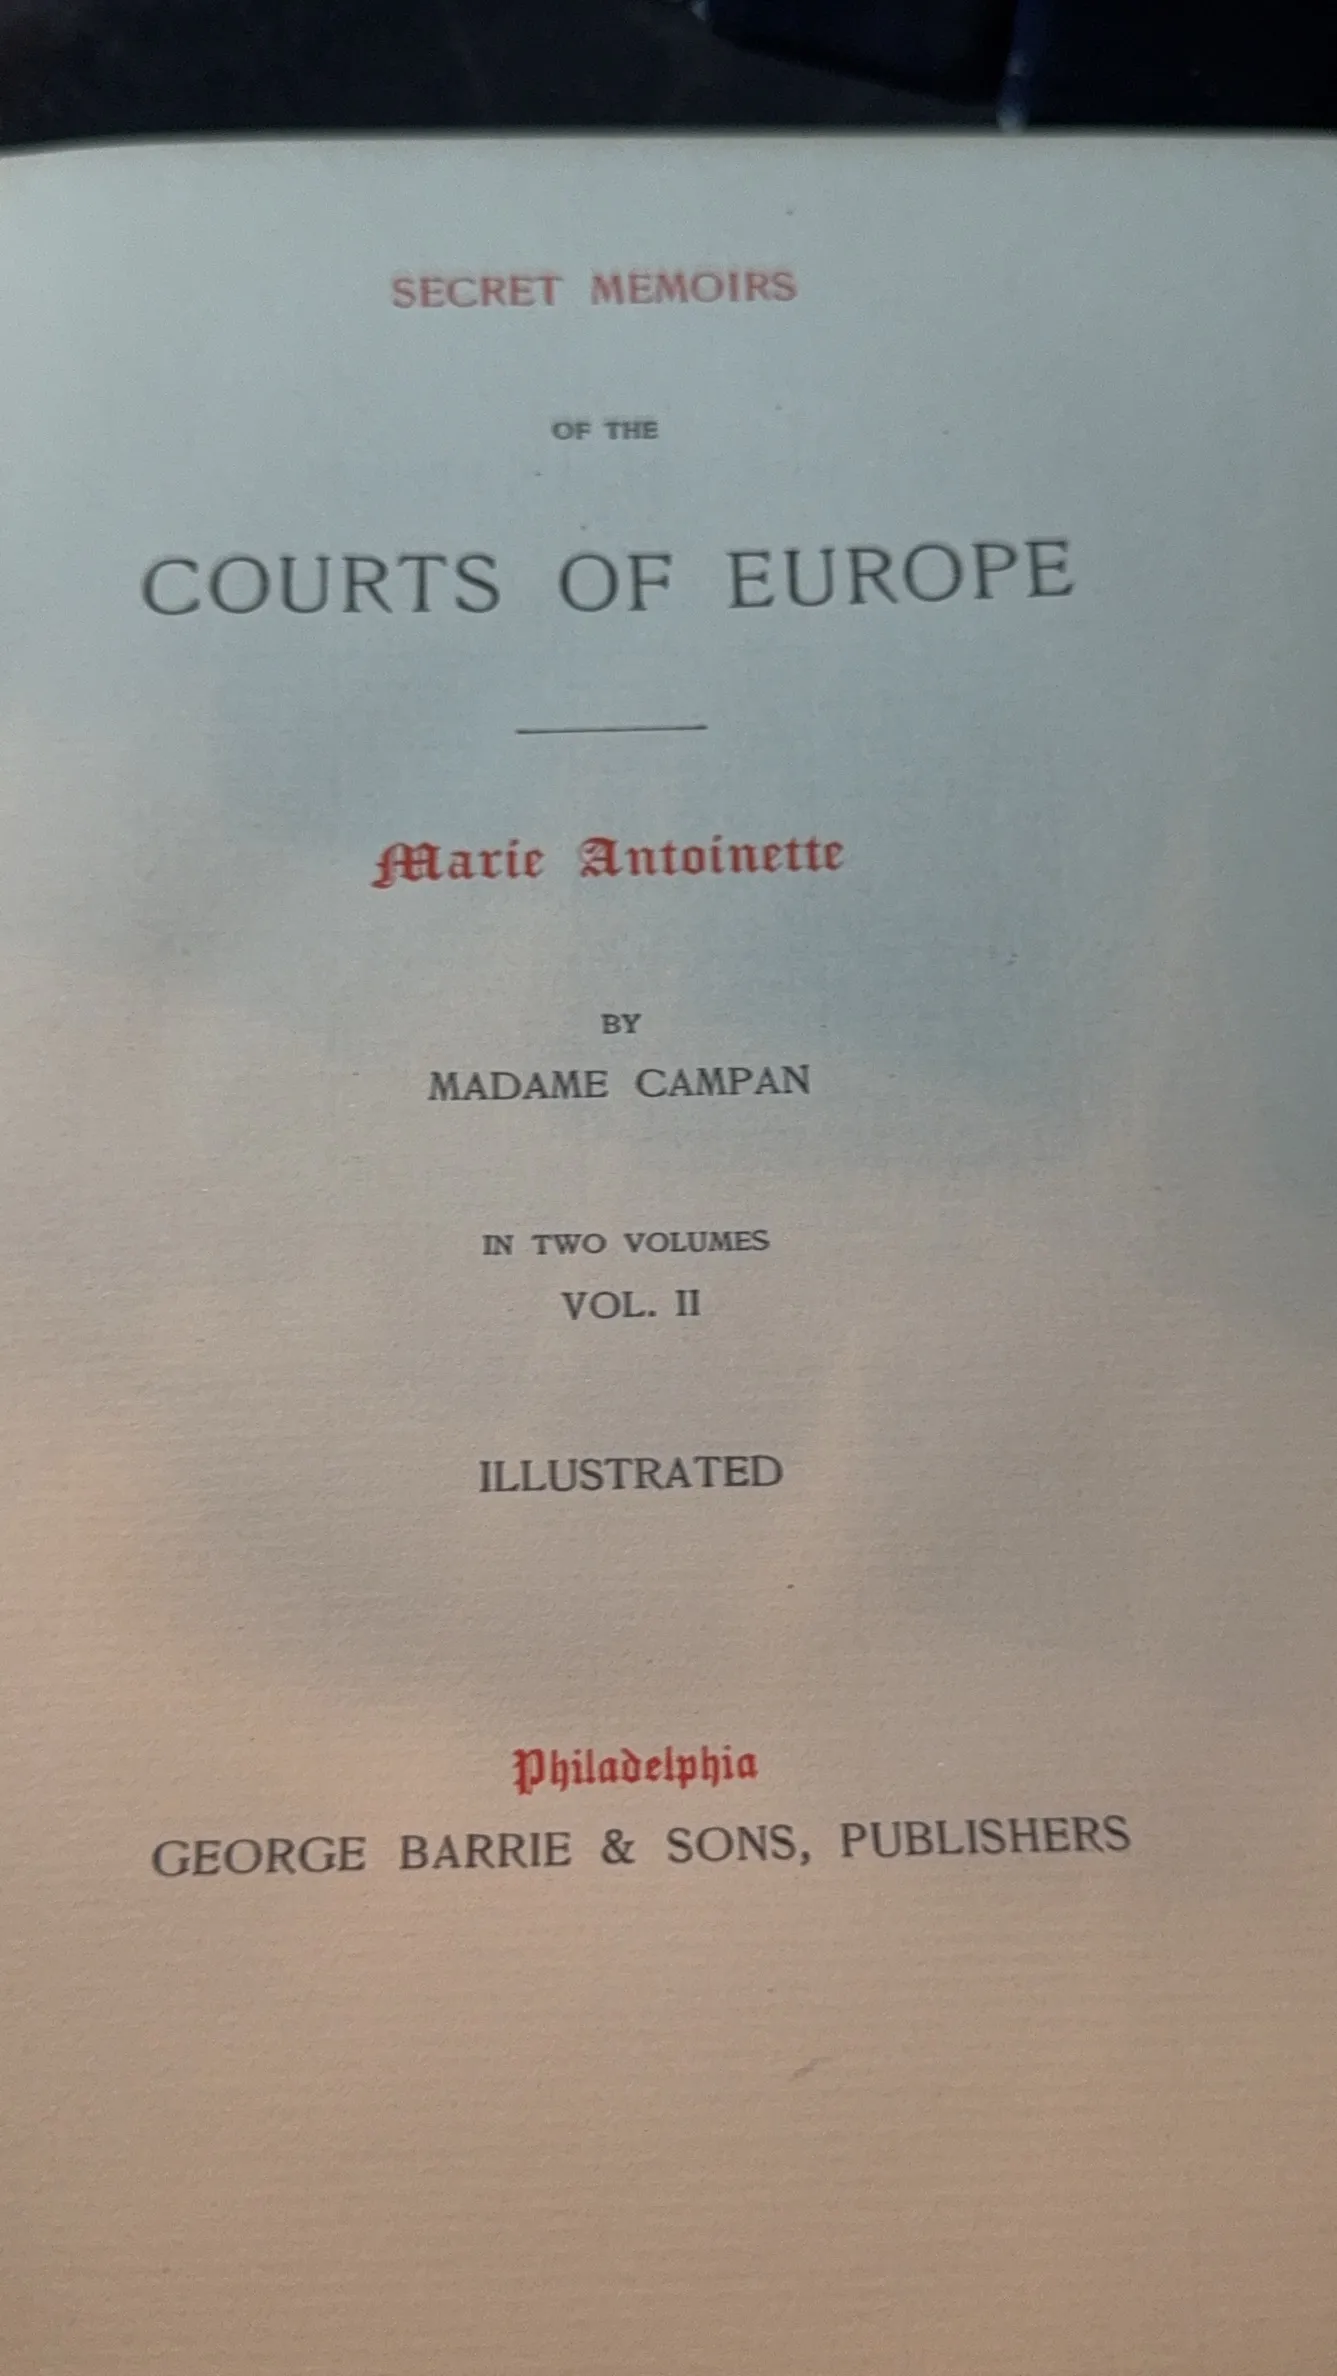 SECRET MEMOIRS
OF THE
COURTS OF EUROPE
Marie Antoinette
BY
MADAME CAMPAN
IN TWO VOLUMES
VOL. II
ILLUSTRATED
Philadelphia
GEORGE BARRIE & SONS, PUBLISHERS